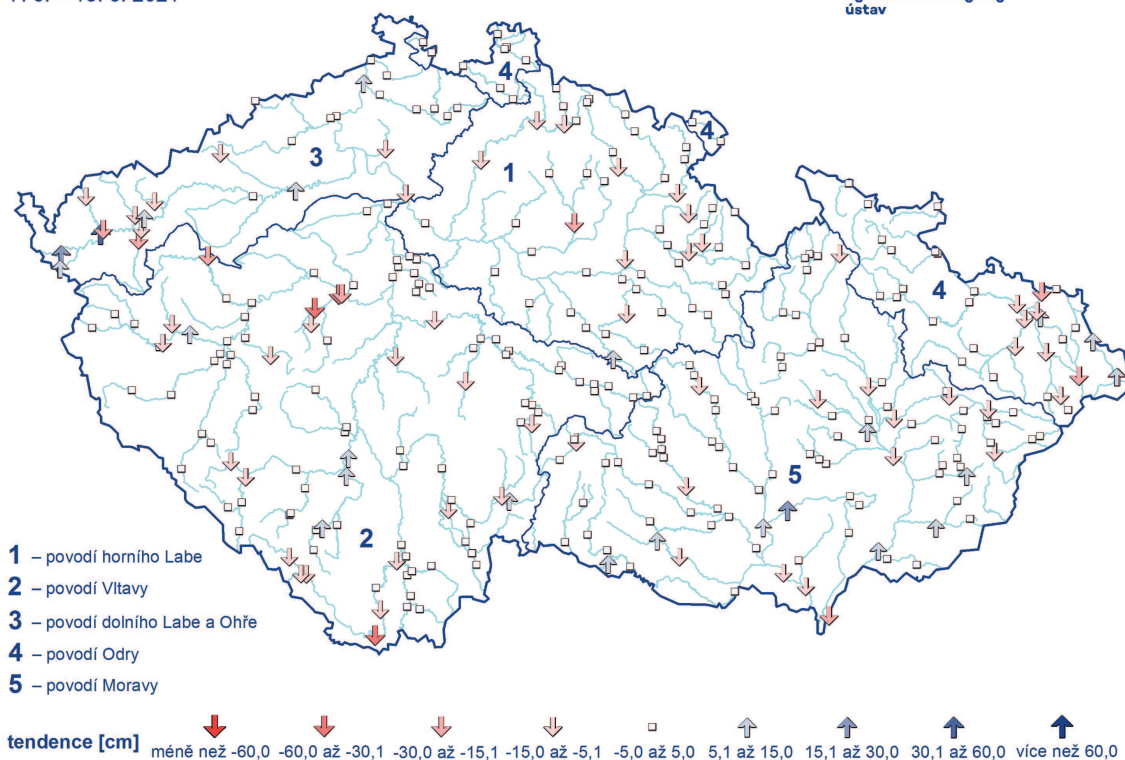 ústav
4
4
3
1
4
5
2
1 – povodí horního Labe
2 – povodí Vltavy
3 – povodí dolního Labe a Ohře
4 – povodí Odry
5 – povodí Moravy
tendence [cm] méně než -60,0 -60,0 až -30,1 -30,0 až -15,1 -15,0 až -5,1 -5,0 až 5,0 5,1 až 15,0 15,1 až 30,0 30,1 až 60,0 více než 60,0